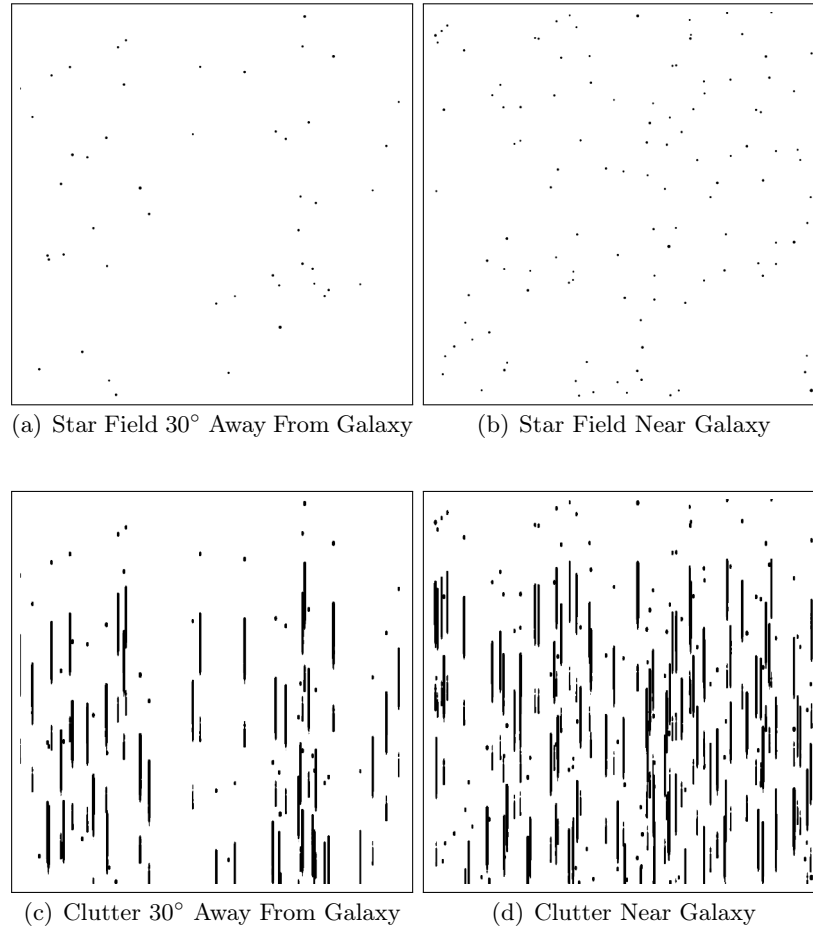 (a) Star Field 30° Away From Galaxy
(b) Star Field Near Galaxy
(c) Clutter 30° Away From Galaxy
(d) Clutter Near Galaxy